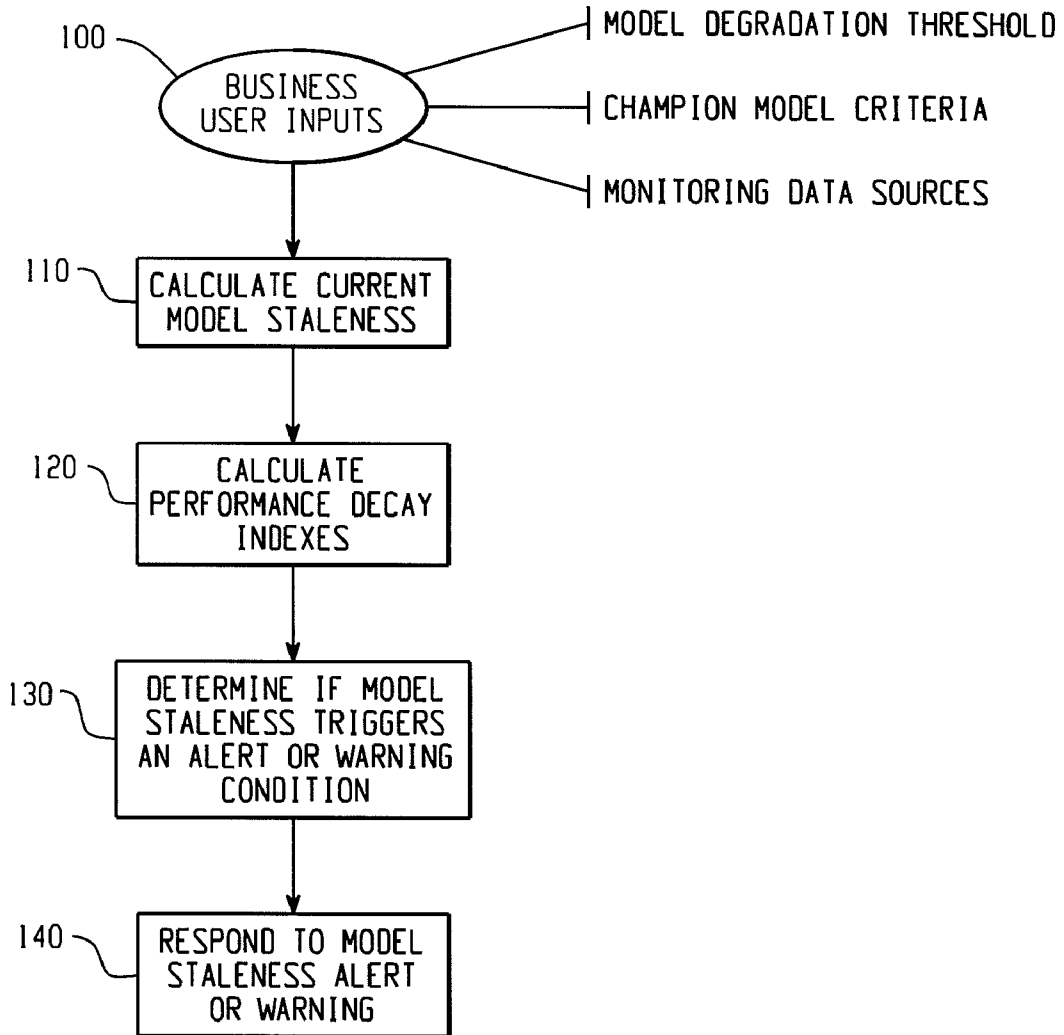 100
BUSINESS
USER INPUTS
MODEL DEGRADATION THRESHOLD
CHAMPION MODEL CRITERIA
MONITORING DATA SOURCES
110
CALCULATE CURRENT
MODEL STALENESS
120
CALCULATE
PERFORMANCE DECAY
INDEXES
130
DETERMINE IF MODEL
STALENESS TRIGGERS
AN ALERT OR WARNING
CONDITION
140
RESPOND TO MODEL
STALENESS ALERT
OR WARNING